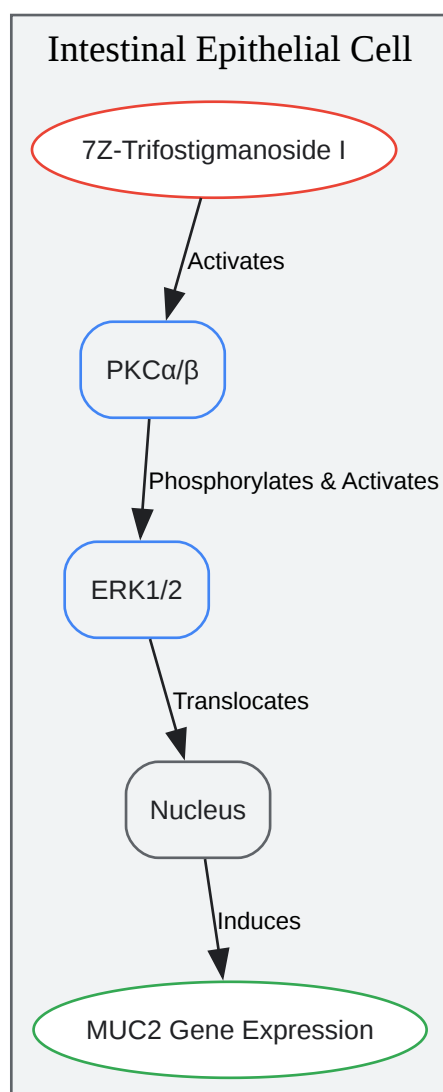 Intestinal Epithelial Cell
7Z-Trifostigmanoside I
Activates
PKCα/β
Phosphorylates & Activates
ERK1/2
Translocates
Nucleus
Induces
MUC2 Gene Expression